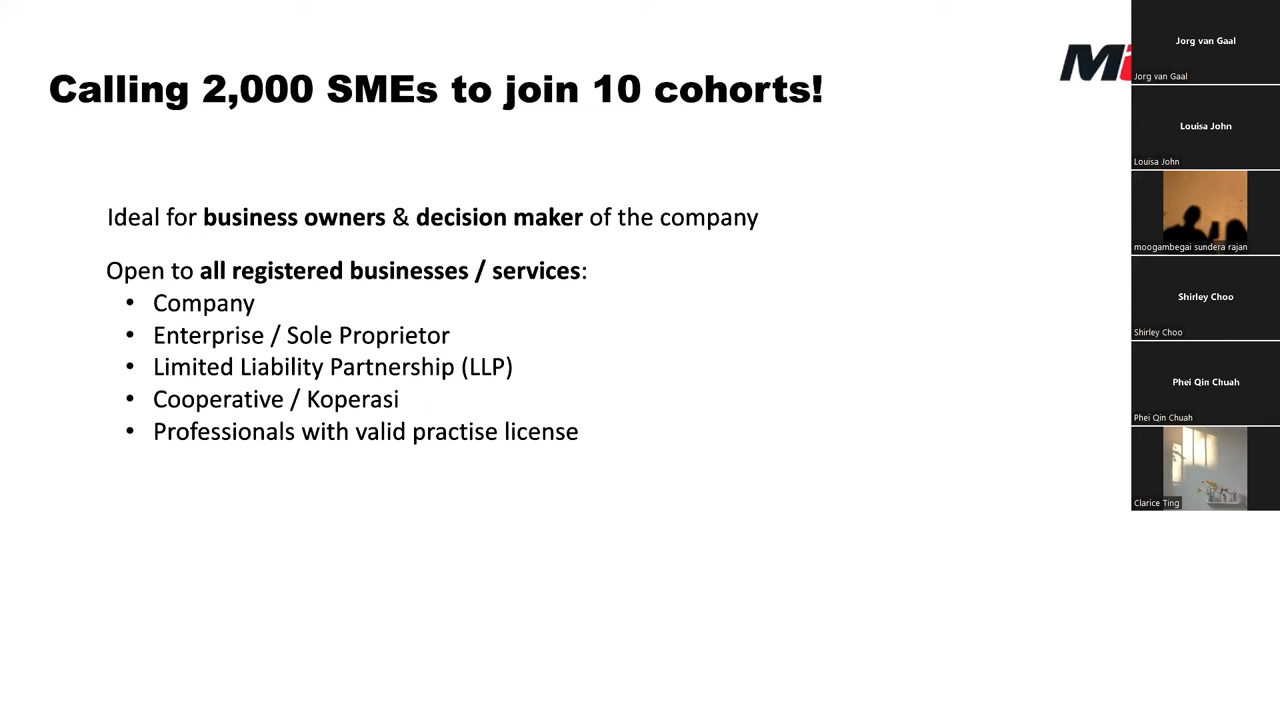 Calling 2,000 SMEs to join 10 cohorts!
Ideal for business owners & decision maker of the company
Open to all registered businesses / services:
• Company
• Enterprise / Sole Proprietor
• Limited Liability Partnership (LLP)
• Cooperative / Koperasi
• Professionals with valid practise license
Jorg van Gaal
Jorg van Gaal
Louisa John
Louisa John
moogambegai sundera rajan
Shirley Choo
Shirley Choo
Phei Qin Chuah
Phei Qin Chuah
Clarice Ting